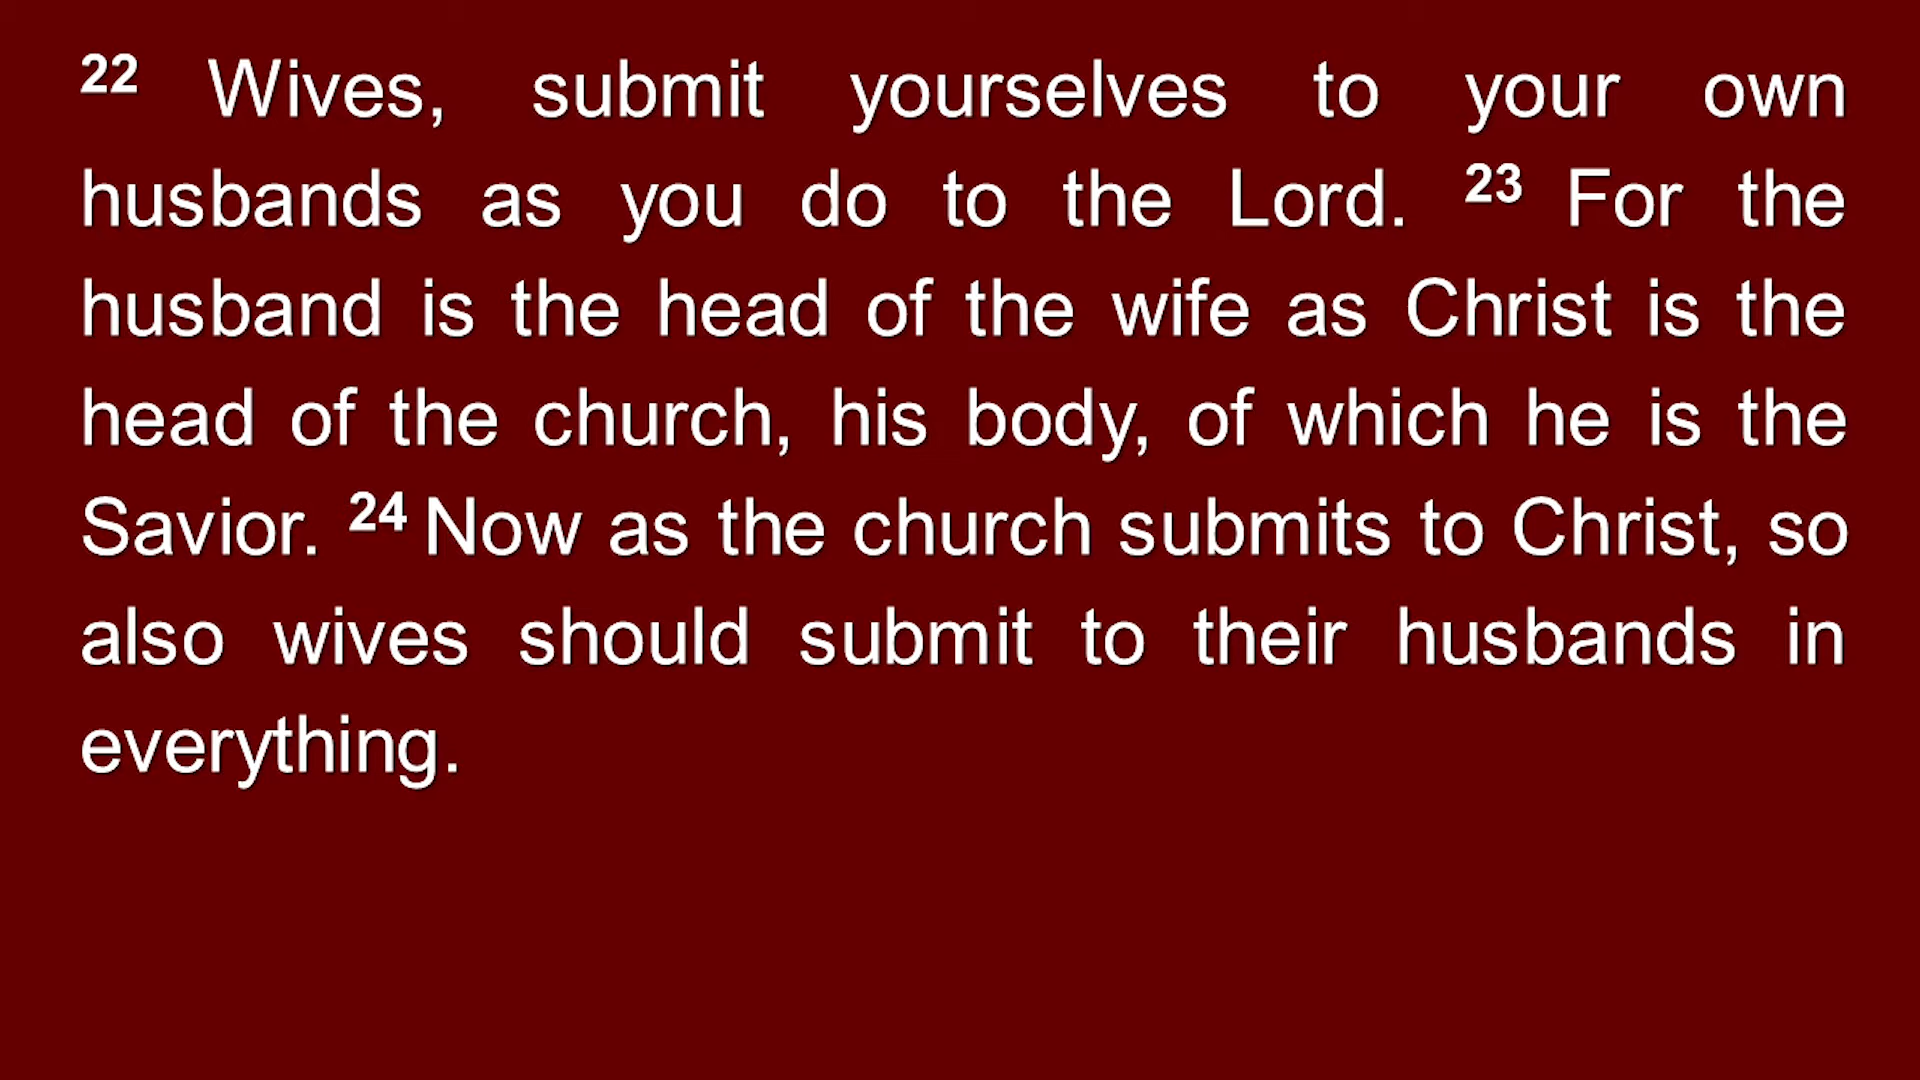 22 Wives, submit yourselves to your own
husbands as you do to the Lord. 23 For the
husband is the head of the wife as Christ is the
head of the church, his body, of which he is the
Savior. 24 Now as the church submits to Christ, so
also wives should submit to their husbands in
everything.